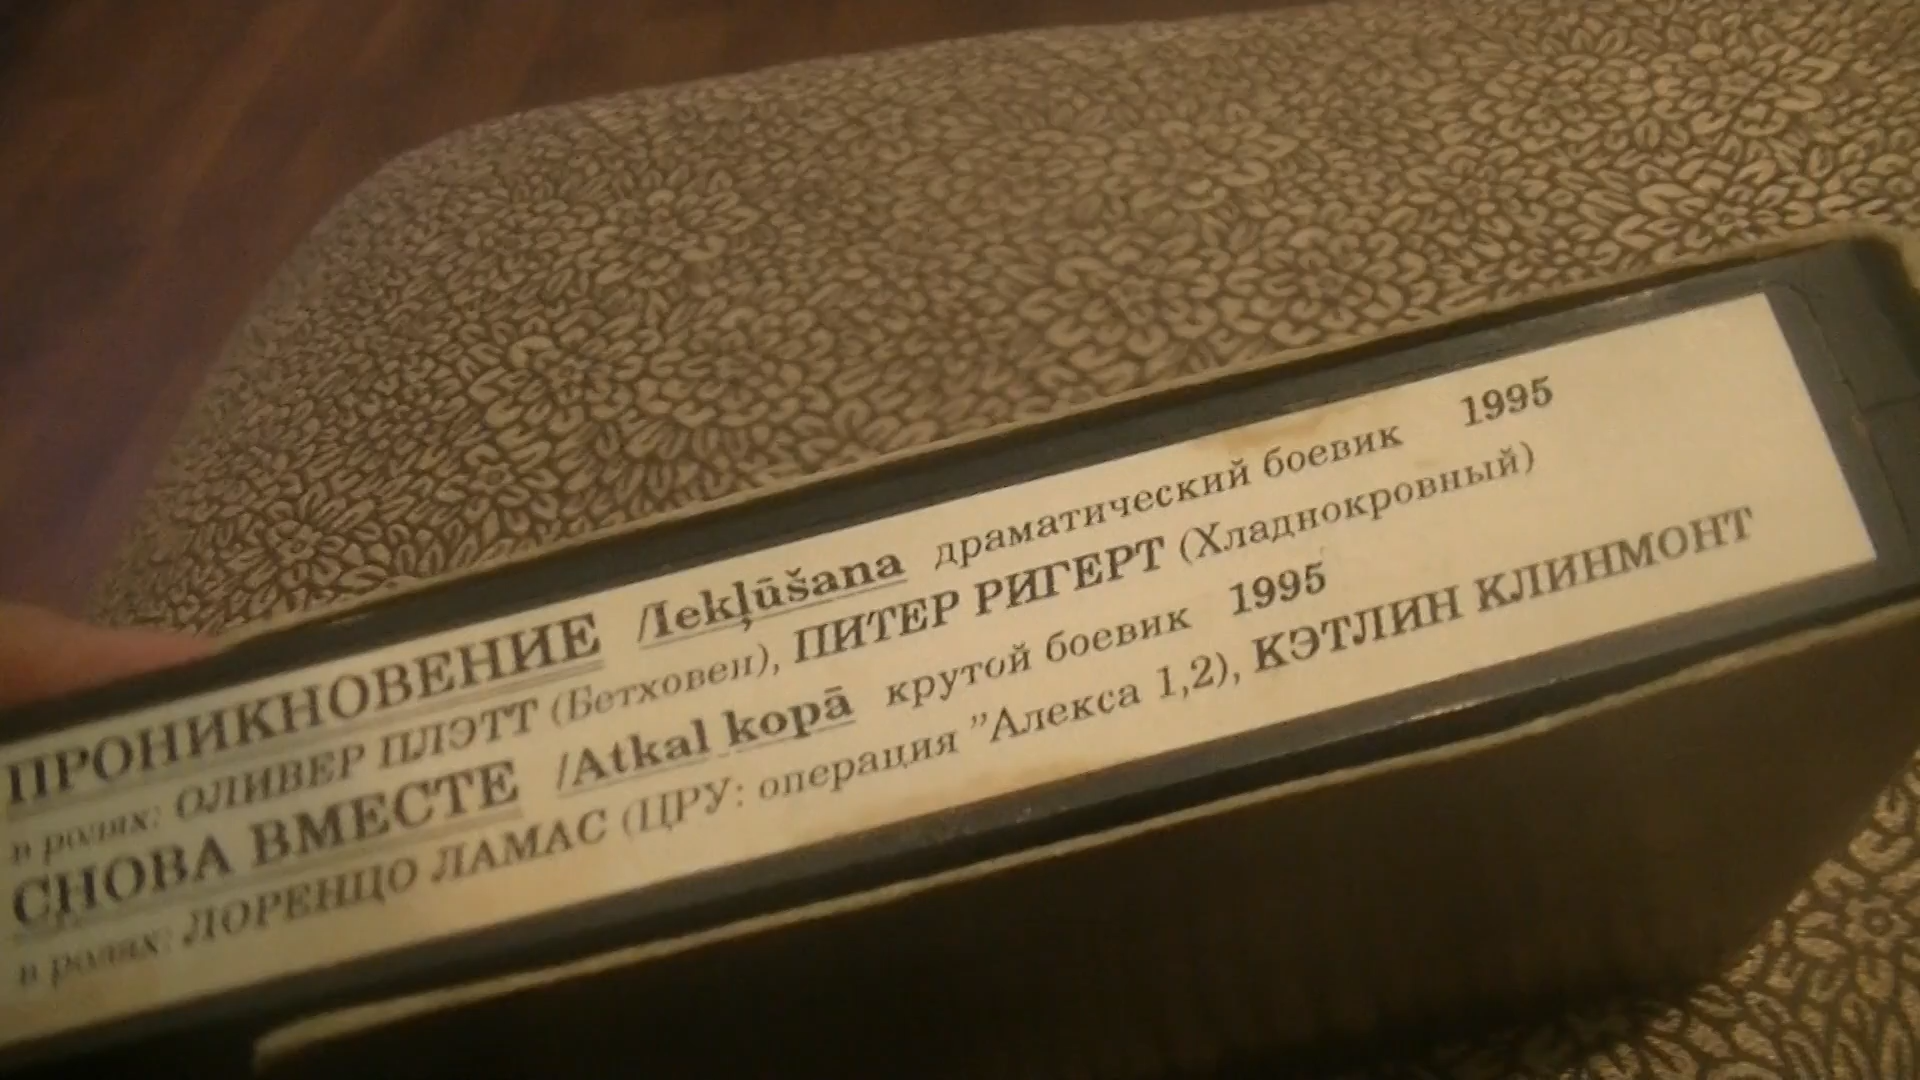 ПРОНИКНОВЕНИЕ /Iekļūšana драматический боевик 1995
в ролях: ОЛИВЕР ПЛЭТТ (Бетховен), ПИТЕР РИГЕРТ (Хладнокровный)
СНОВА ВМЕСТЕ /Atkal kopā крутой боевик 1995
в ролях: ЛОРЕНЦО ЛАМАС (ЦРУ: операция "Алекса 1,2), КЭТЛИН КЛИНМОНТ